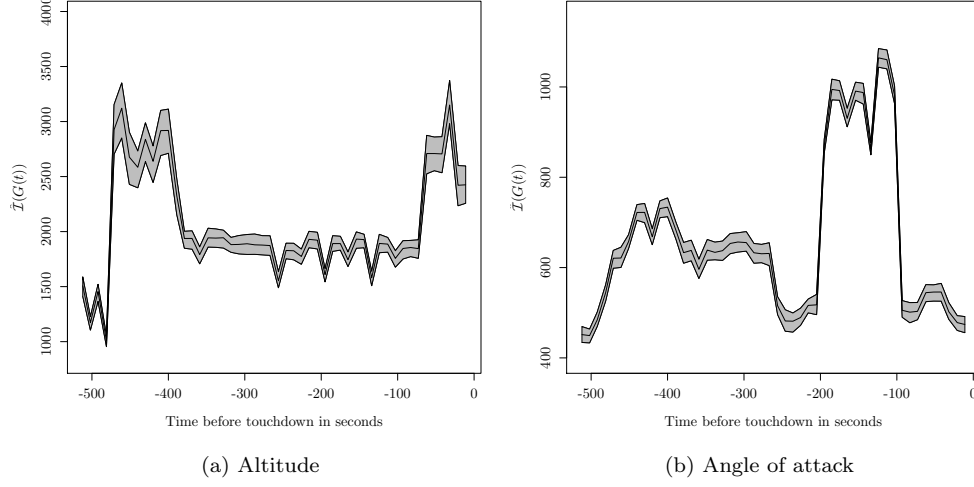 4000
3500
3000
2500
2000
1500
1000
Î(G(t))
-500 -400 -300 -200 -100 0
Time before touchdown in seconds
(a) Altitude
1000
800
600
400
Î(G(t))
-500 -400 -300 -200 -100 0
Time before touchdown in seconds
(b) Angle of attack